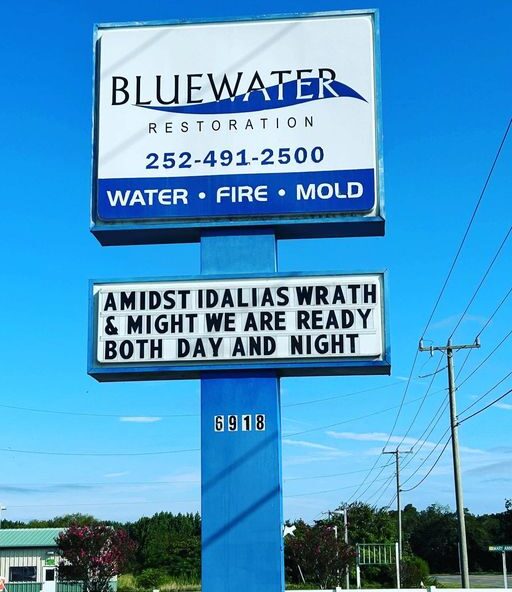 BLUEWATER
RESTORATION
252-491-2500
WATER • FIRE • MOLD
AMIDST IDALIAS WRATH
& MIGHT WE ARE READY
BOTH DAY AND NIGHT
6918